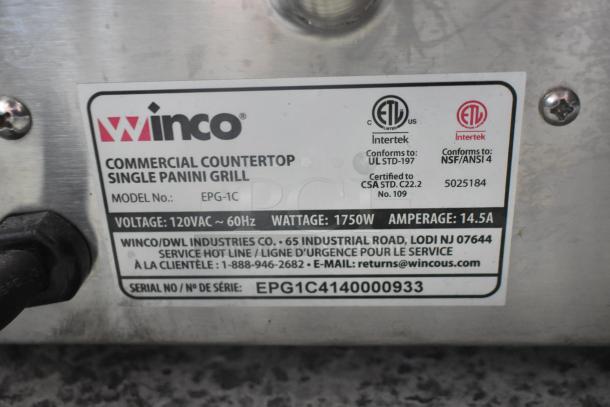 Winco®
COMMERCIAL COUNTERTOP
SINGLE PANINI GRILL
MODEL No.: EPG-1C
C ETL US
Intertek
Conforms to:
UL STD-197
Certified to
CSA STD. C22.2
No. 109
ETL
Intertek
Conforms to:
NSF/ANSI 4
5025184
VOLTAGE: 120VAC ~ 60Hz WATTAGE: 1750W AMPERAGE: 14.5A
WINCO/DWL INDUSTRIES CO. • 65 INDUSTRIAL ROAD, LODI NJ 07644
SERVICE HOT LINE / LIGNE D'URGENCE POUR LE SERVICE
À LA CLIENTÈLE : 1-888-946-2682 • E-MAIL: returns@wincous.com
SERIAL NO / Nº DE SÉRIE: EPG1C4140000933